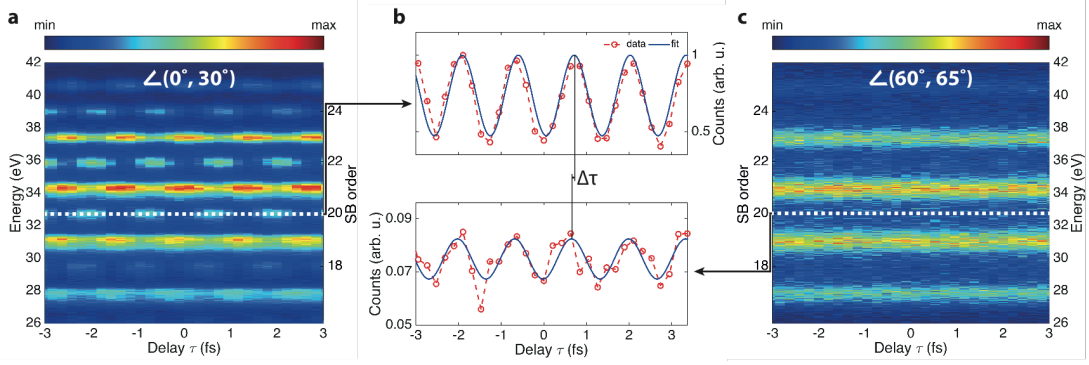 a
min max
∠(0°, 30°)
42
40
38
36
34
32
30
28
26
Energy (eV)
24
22
20
18
SB order
-3 -2 -1 0 1 2 3
Delay τ (fs)
b
data fit
1
0.5
Counts (arb. u.)
Δτ
0.09
0.07
0.05
Counts (arb. u.)
-3 -2 -1 0 1 2 3
Delay τ (fs)
c
min max
∠(60°, 65°)
24
22
20
18
SB order
42
40
38
36
34
32
30
28
26
Energy (eV)
-3 -2 -1 0 1 2 3
Delay τ (fs)